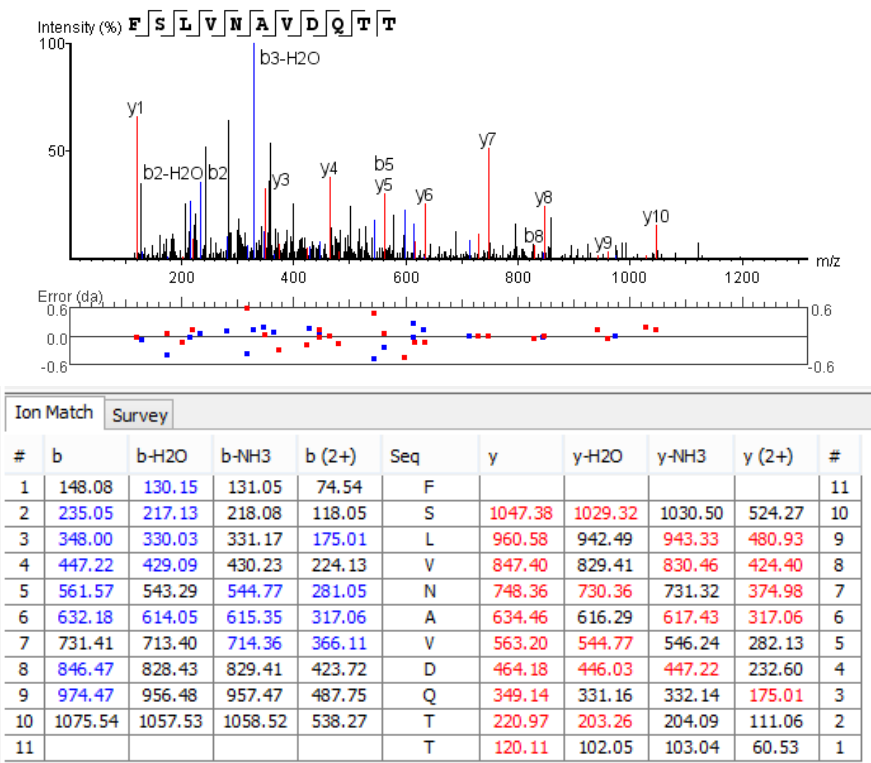 Intensity (%) F S L V N A V D Q T T
100
b3-H2O
y1
50
b2-H2O b2 y3 y4 b5 y5 y6 y7 y8 b8 y9 y10
m/z
200 400 600 800 1000 1200
Error (da)
0.6 0.6
0.0
-0.6 -0.6
Ion Match Survey
# b b-H2O b-NH3 b (2+) Seq y y-H2O y-NH3 y (2+) #
1 148.08 130.15 131.05 74.54 F 11
2 235.05 217.13 218.08 118.05 S 1047.38 1029.32 1030.50 524.27 10
3 348.00 330.03 331.17 175.01 L 960.58 942.49 943.33 480.93 9
4 447.22 429.09 430.23 224.13 V 847.40 829.41 830.46 424.40 8
5 561.57 543.29 544.77 281.05 N 748.36 730.36 731.32 374.98 7
6 632.18 614.05 615.35 317.06 A 634.46 616.29 617.43 317.06 6
7 731.41 713.40 714.36 366.11 V 563.20 544.77 546.24 282.13 5
8 846.47 828.43 829.41 423.72 D 464.18 446.03 447.22 232.60 4
9 974.47 956.48 957.47 487.75 Q 349.14 331.16 332.14 175.01 3
10 1075.54 1057.53 1058.52 538.27 T 220.97 203.26 204.09 111.06 2
11 T 120.11 102.05 103.04 60.53 1